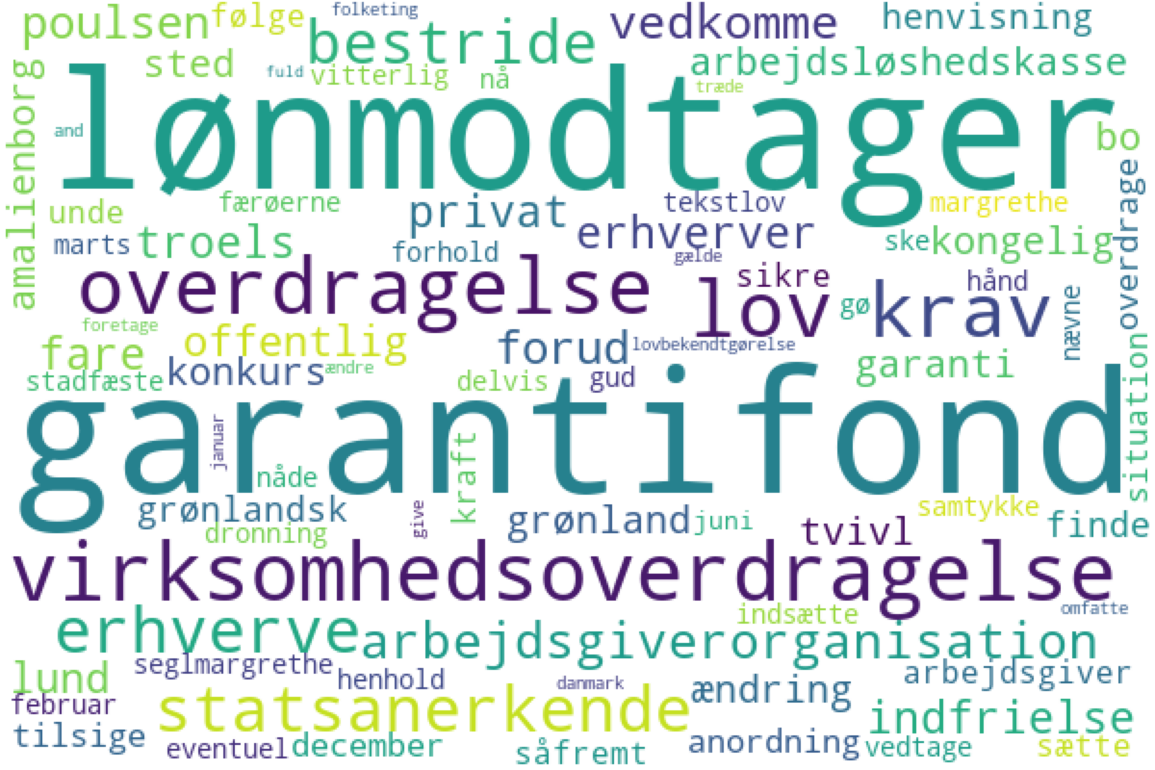 poulsen følge folketing bestride vedkomme henvisning
sted fuld vitterlig nå arbejdsløshedskasse
træde
amalienborg and lønmodtager bo
unde færøerne privat tekstlov margrethe overdrage
marts troels forhold erhverver ske kongelig
gælde
overdragelse lov sikre gø krav hånd
foretage nævne
fare offentlig forud lovbekendtgørelse garanti
stadfæste konkurs ændre delvis gud
garantifond situation
januar
nåde kraft
grønlandsk give grønland juni samtykke
dronning tvivl finde
virksomhedsoverdragelse
indsætte omfatte
erhverve arbejdsgiverorganisation
lund seglmargrethe henhold danmark ændring arbejdsgiver
februar statsanerkende indfrielse
tilsige eventuel december såfremt anordning vedtage sætte